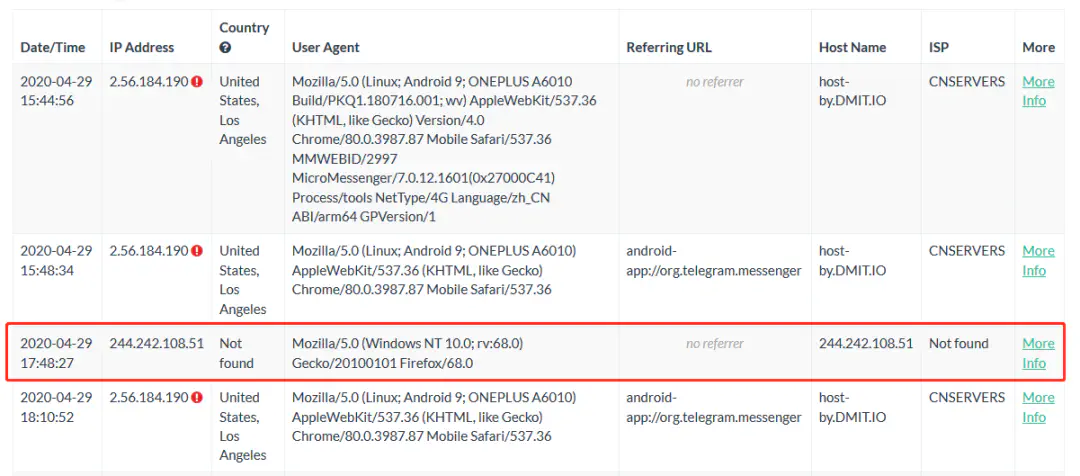 Date/Time IP Address Country User Agent Referring URL Host Name ISP More
2020-04-29 2.56.184.190 United Mozilla/5.0 (Linux; Android 9; ONEPLUS A6010 no referrer host- CNSERVERS More
15:44:56 States, Build/PKQ1.180716.001; wv) AppleWebKit/537.36 by.DMIT.IO Info
Los (KHTML, like Gecko) Version/4.0
Angeles Chrome/80.0.3987.87 Mobile Safari/537.36
MMWEBID/2997
MicroMessenger/7.0.12.1601(0x27000C41)
Process/tools NetType/4G Language/zh_CN
ABI/arm64 GPVersion/1
2020-04-29 2.56.184.190 United Mozilla/5.0 (Linux; Android 9; ONEPLUS A6010) android- host- CNSERVERS More
15:48:34 States, AppleWebKit/537.36 (KHTML, like Gecko) app://org.telegram.messenger by.DMIT.IO Info
Los Chrome/80.0.3987.87 Mobile Safari/537.36
Angeles
2020-04-29 244.242.108.51 Not Mozilla/5.0 (Windows NT 10.0; rv:68.0) no referrer 244.242.108.51 Not found More
17:48:27 found Gecko/20100101 Firefox/68.0 Info
2020-04-29 2.56.184.190 United Mozilla/5.0 (Linux; Android 9; ONEPLUS A6010) android- host- CNSERVERS More
18:10:52 States, AppleWebKit/537.36 (KHTML, like Gecko) app://org.telegram.messenger by.DMIT.IO Info
Los Chrome/80.0.3987.87 Mobile Safari/537.36
Angeles